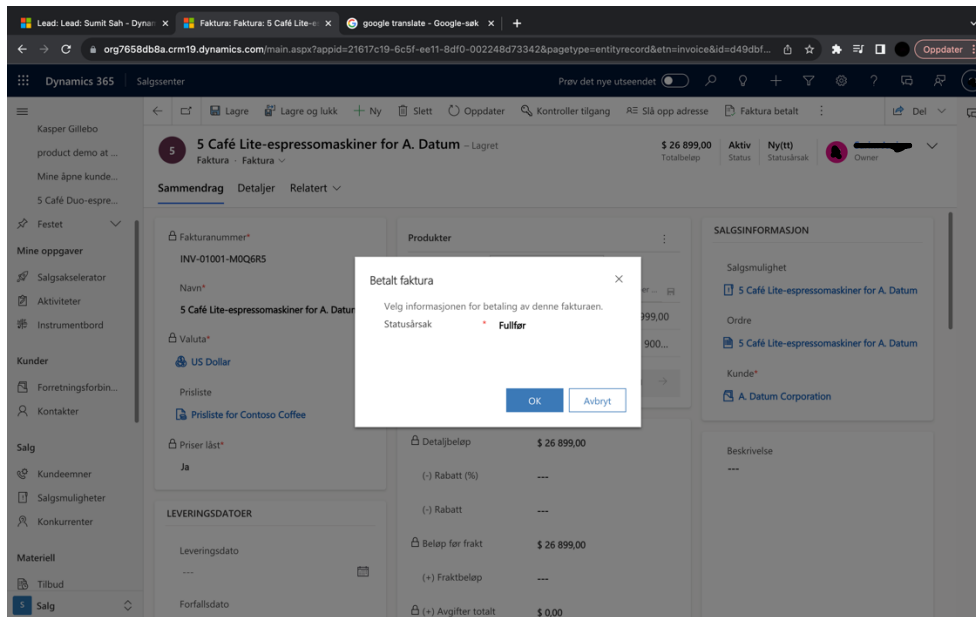 Lead: Lead: Sumit Sah - Dynam
Faktura: Faktura: 5 Café Lite-es
google translate - Google-søk
org7658db8a.crm19.dynamics.com/main.aspx?appid=21617c19-6c5f-ee11-8df0-002248d73342&pagetype=entityrecord&etn=invoice&id=d49dbf...
Oppdater
Dynamics 365
Salgssenter
Prøv det nye utseendet
Lagre
Lagre og lukk
Ny
Slett
Oppdater
Kontroller tilgang
Slå opp adresse
Faktura betalt
Del
Kasper Gillebo
product demo at ...
Mine åpne kunde...
5 Café Duo-espre...
Festet
Mine oppgaver
Salgsakselerator
Aktiviteter
Instrumentbord
Kunder
Forretningsforbin...
Kontakter
Salg
Kundeemner
Salgsmuligheter
Konkurrenter
Materiell
Tilbud
S Salg
5
5 Café Lite-espressomaskiner for A. Datum - Lagret
Faktura · Faktura
$ 26 899,00
Totalbeløp
Aktiv
Status
Ny(tt)
Statusårsak
Owner
Sammendrag Detaljer Relatert
Fakturanummer*
INV-01001-M0Q6R5
Navn*
5 Café Lite-espressomaskiner for A. Datur
Valuta*
US Dollar
Prisliste
Prisliste for Contoso Coffee
Priser låst*
Ja
LEVERINGSDATOER
Leveringsdato
---
Forfallsdato
Produkter
er ...
999,00
900...
Betalt faktura
Velg informasjonen for betaling av denne fakturaen.
Statusårsak * Fullfør
OK
Avbryt
Detaljbeløp $ 26 899,00
(-) Rabatt (%) ---
(-) Rabatt ---
Beløp før frakt $ 26 899,00
(+) Fraktbeløp ---
(+) Avgifter totalt $ 0,00
SALGSINFORMASJON
Salgsmulighet
5 Café Lite-espressomaskiner for A. Datum
Ordre
5 Café Lite-espressomaskiner for A. Datum
Kunde*
A. Datum Corporation
Beskrivelse
---